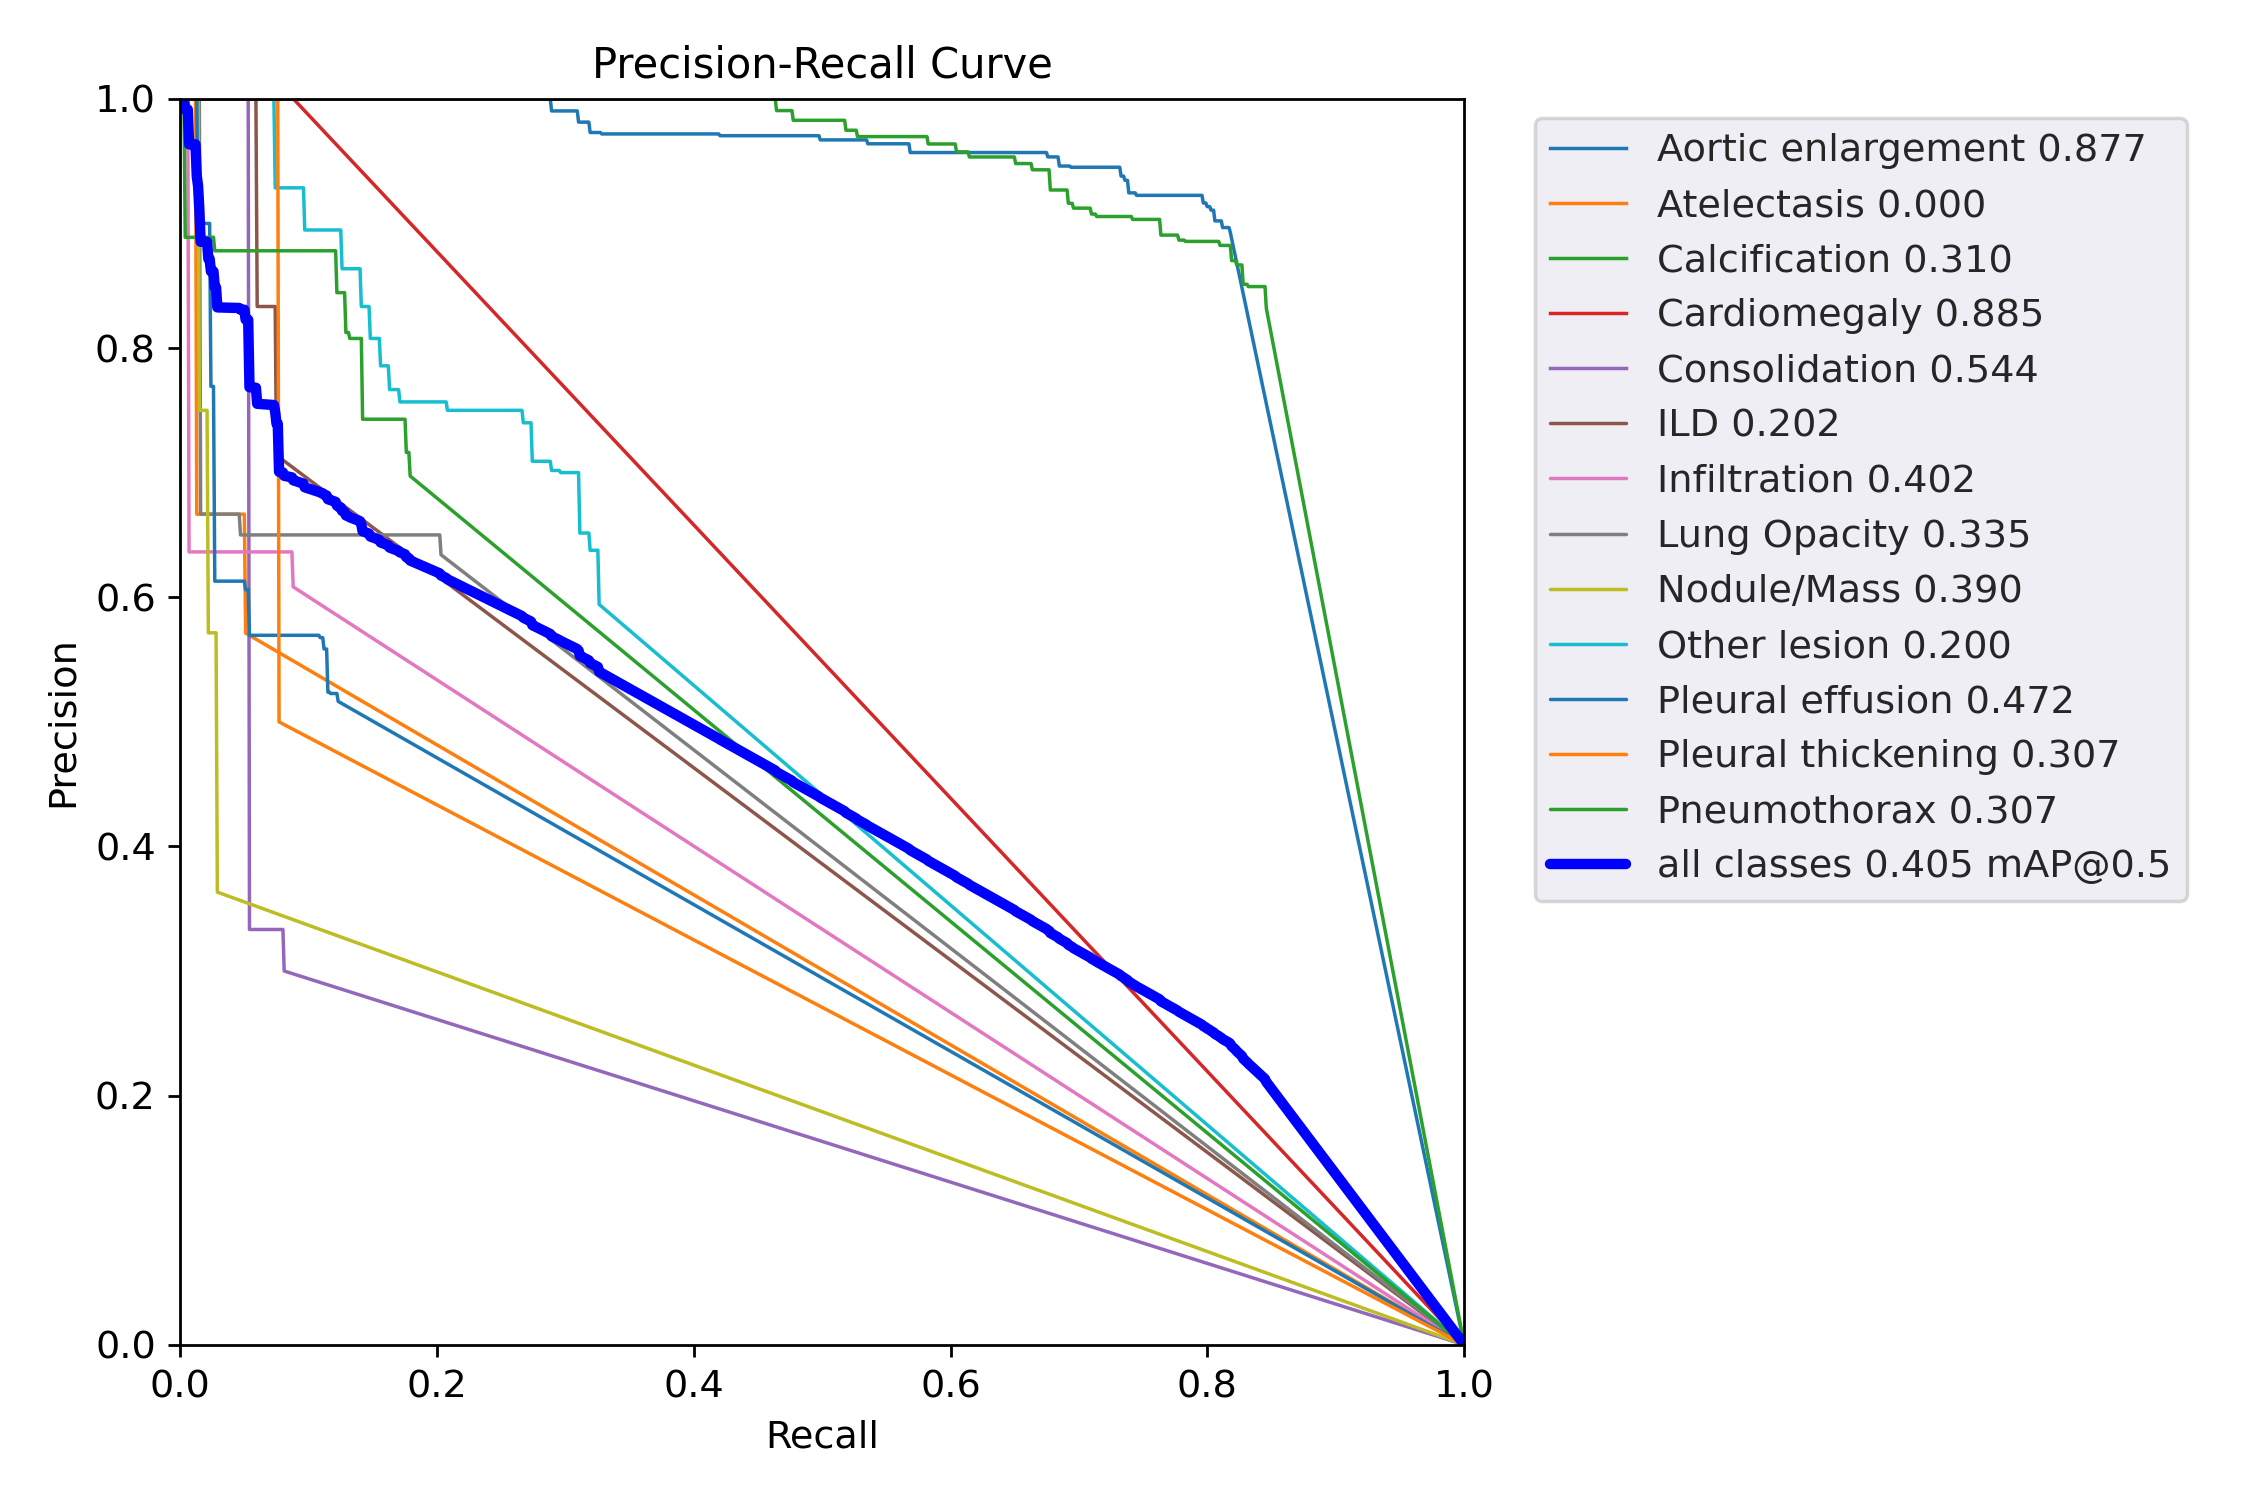 Precision-Recall Curve
1.0
0.8
0.6
0.4
0.2
0.0
Precision
0.0 0.2 0.4 0.6 0.8 1.0
Recall
Aortic enlargement 0.877
Atelectasis 0.000
Calcification 0.310
Cardiomegaly 0.885
Consolidation 0.544
ILD 0.202
Infiltration 0.402
Lung Opacity 0.335
Nodule/Mass 0.390
Other lesion 0.200
Pleural effusion 0.472
Pleural thickening 0.307
Pneumothorax 0.307
all classes 0.405 mAP@0.5